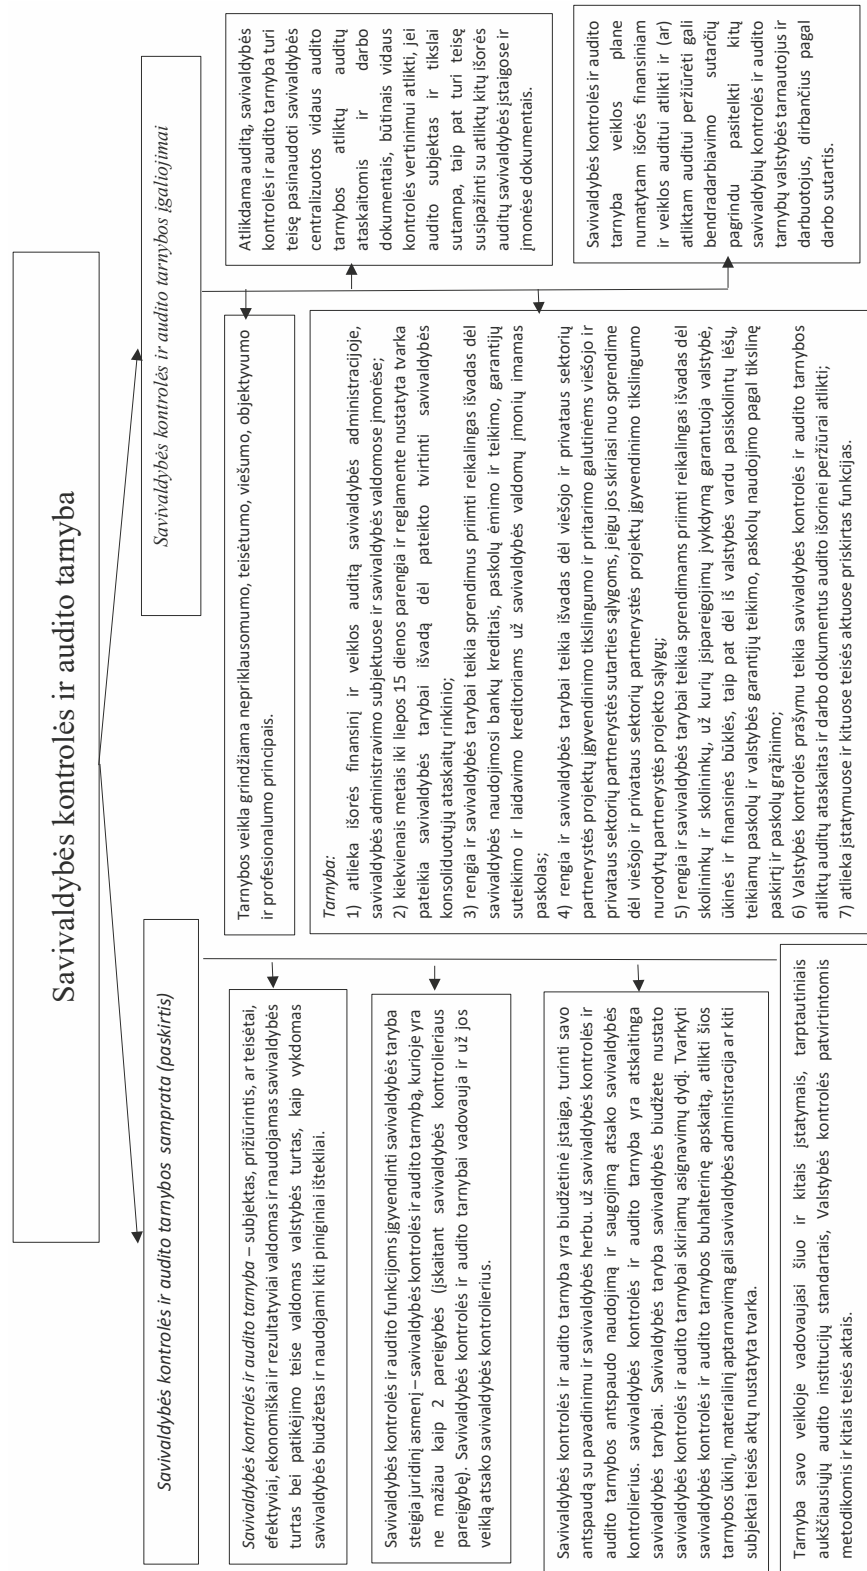 Savivaldybės kontrolės ir audito tarnyba
Savivaldybės kontrolės ir audito tarnybos samprata (paskirtis)
Savivaldybės kontrolės ir audito tarnyba – subjektas, prižiūrintis, ar teisėtai,
efektyviai, ekonomiškai ir rezultatyviai valdomas ir naudojamas savivaldybės
turtas bei patikėjimo teise valdomas valstybės turtas, kaip vykdomas
savivaldybės biudžetas ir naudojami kiti piniginiai ištekliai.
Savivaldybės kontrolės ir audito funkcijoms įgyvendinti savivaldybės taryba
steigia juridinį asmenį – savivaldybės kontrolės ir audito tarnybą, kurioje yra
ne mažiau kaip 2 pareigybės (įskaitant savivaldybės kontrolieriaus
pareigybę). Savivaldybės kontrolės ir audito tarnybai vadovauja ir už jos
veiklą atsako savivaldybės kontrolierius.
Savivaldybės kontrolės ir audito tarnyba yra biudžetinė įstaiga, turinti savo
antspaudą su pavadinimu ir savivaldybės herbu. už savivaldybės kontrolės ir
audito tarnybos antspaudo naudojimą ir saugojimą atsako savivaldybės
kontrolierius. savivaldybės kontrolės ir audito tarnyba yra atskaitinga
savivaldybės tarybai. Savivaldybės taryba savivaldybės biudžete nustato
savivaldybės kontrolės ir audito tarnybai skiriamų asignavimų dydį. Tvarkyti
savivaldybės kontrolės ir audito tarnybos buhalterinę apskaitą, atlikti šios
tarnybos ūkinį, materialinį aptarnavimą gali savivaldybės administracija ar kiti
subjektai teisės aktų nustatyta tvarka.
Tarnyba savo veikloje vadovaujasi šiuo ir kitais įstatymais, tarptautiniais
aukščiausiųjų audito institucijų standartais, Valstybės kontrolės patvirtintomis
metodikomis ir kitais teisės aktais.
Savivaldybės kontrolės ir audito tarnybos įgaliojimai
Tarnybos veikla grindžiama nepriklausomumo, teisėtumo, viešumo, objektyvumo
ir profesionalumo principais.
Tarnyba:
1) atlieka išorės finansinį ir veiklos auditą savivaldybės administracijoje,
savivaldybės administravimo subjektuose ir savivaldybės valdomose įmonėse;
2) kiekvienais metais iki liepos 15 dienos parengia ir reglamente nustatyta tvarka
pateikia savivaldybės tarybai išvadą dėl pateikto tvirtinti savivaldybės
konsoliduotųjų ataskaitų rinkinio;
3) rengia ir savivaldybės tarybai teikia sprendimus priimti reikalingas išvadas dėl
savivaldybės naudojimosi bankų kreditais, paskolų ėmimo ir teikimo, garantijų
suteikimo ir laidavimo kreditoriams už savivaldybės valdomų įmonių imamas
paskolas;
4) rengia ir savivaldybės tarybai teikia išvadas dėl viešojo ir privataus sektorių
partnerystės projektų įgyvendinimo tikslingumo ir pritarimo galutinėms viešojo ir
privataus sektorių partnerystės sutarties sąlygoms, jeigu jos skiriasi nuo sprendime
dėl viešojo ir privataus sektorių partnerystės projektų įgyvendinimo tikslingumo
nurodytų partnerystės projekto sąlygų;
5) rengia ir savivaldybės tarybai teikia sprendimams priimti reikalingas išvadas dėl
skolininkų ir skolininkų, už kurių įsipareigojimų įvykdymą garantuoja valstybė,
ūkinės ir finansinės būklės, taip pat dėl iš valstybės vardu pasiskolintų lėšų,
teikiamų paskolų ir valstybės garantijų teikimo, paskolų naudojimo pagal tikslinę
paskirtį ir paskolų grąžinimo;
6) Valstybės kontrolės prašymu teikia savivaldybės kontrolės ir audito tarnybos
atliktų auditų ataskaitas ir darbo dokumentus audito išorinei peržiūrai atlikti;
7) atlieka įstatymuose ir kituose teisės aktuose priskirtas funkcijas.
Atlikdama auditą, savivaldybės
kontrolės ir audito tarnyba turi
teisę pasinaudoti savivaldybės
centralizuotos vidaus audito
tarnybos atliktų auditų
ataskaitomis ir darbo
dokumentais, būtinais vidaus
kontrolės vertinimui atlikti, jei
audito subjektas ir tikslai
sutampa, taip pat turi teisę
susipažinti su atliktų kitų išorės
auditų savivaldybės įstaigose ir
įmonėse dokumentais.
Savivaldybės kontrolės ir audito
tarnyba veiklos plane
numatytam išorės finansiniam
ir veiklos auditui atlikti ir (ar)
atliktam auditui peržiūrėti gali
bendradarbiavimo sutarčių
pagrindu pasitelkti kitų
savivaldybių kontrolės ir audito
tarnybų valstybės tarnautojus ir
darbuotojus, dirbančius pagal
darbo sutartis.